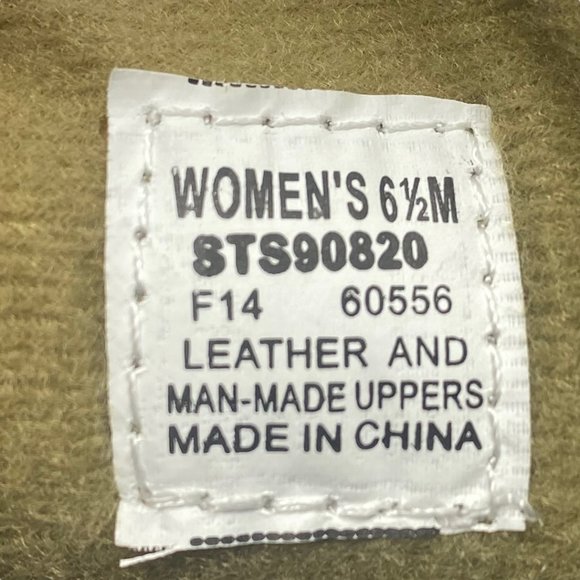 WOMEN'S 6½M
STS90820
F14 60556
LEATHER AND
MAN-MADE UPPERS
MADE IN CHINA